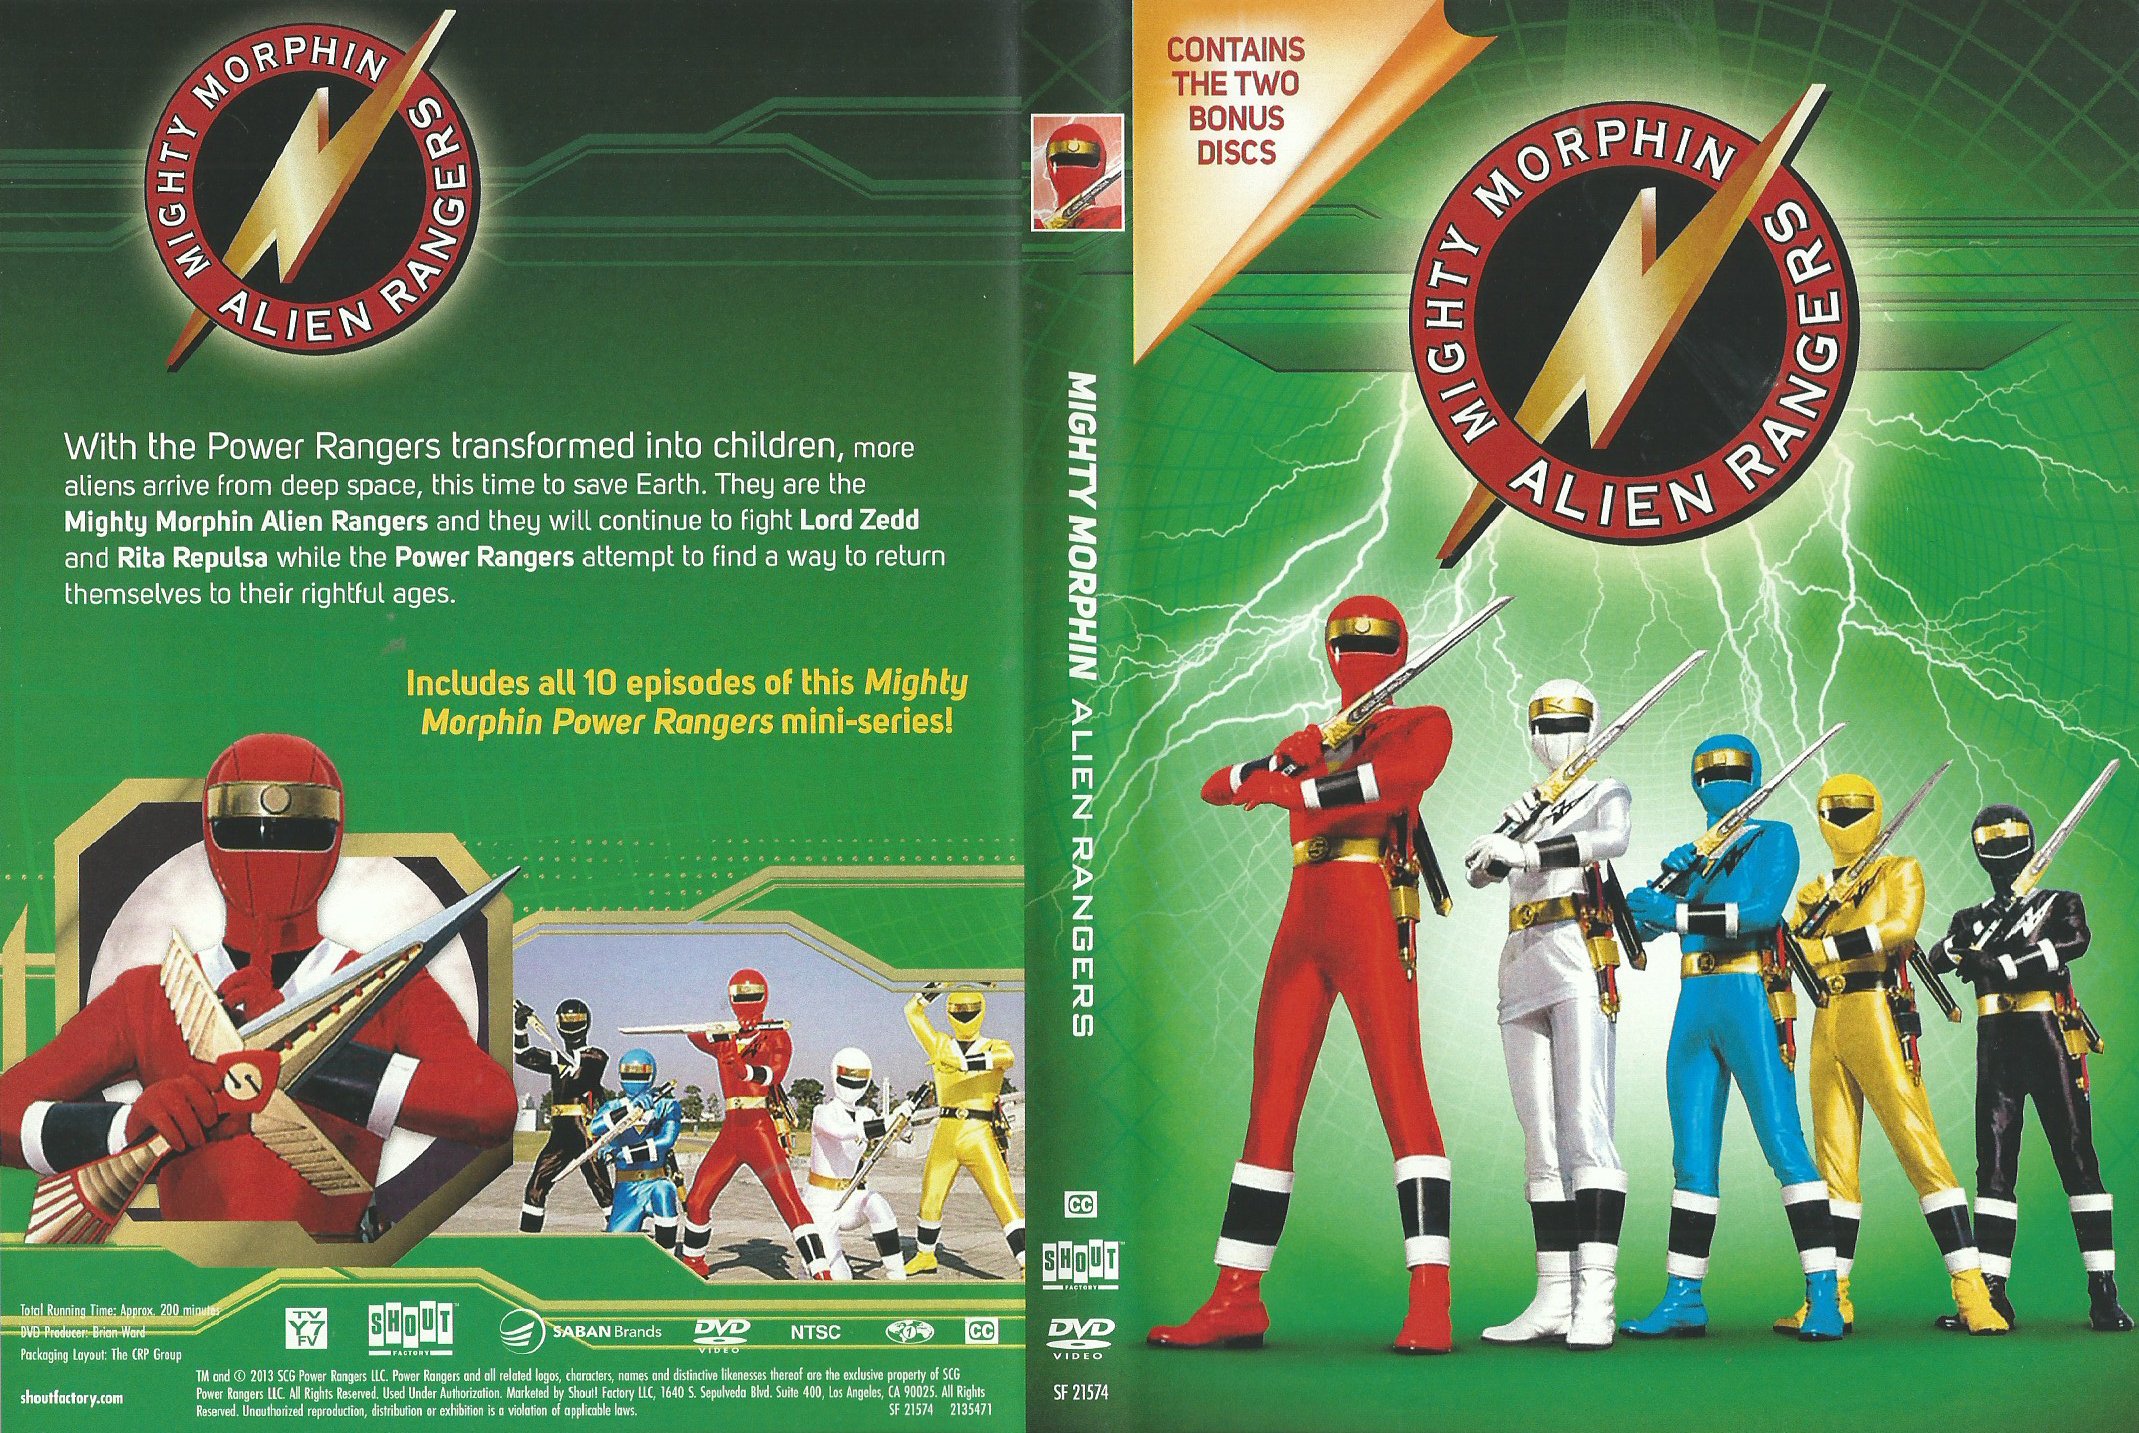 MIGHTY MORPHIN
ALIEN RANGERS
With the Power Rangers transformed into children, more
aliens arrive from deep space, this time to save Earth. They are the
Mighty Morphin Alien Rangers and they will continue to fight Lord Zedd
and Rita Repulsa while the Power Rangers attempt to find a way to return
themselves to their rightful ages.
Includes all 10 episodes of this Mighty
Morphin Power Rangers mini-series!
Total Running Time: Approx. 200 minutes
DVD Producer: Brian Ward
Packaging Layout: The CRP Group
shoutfactory.com
TV
Y7
FV
SHOUT
FACTORY
SABAN Brands
DVD
VIDEO
NTSC
1
CC
TM and © 2013 SCG Power Rangers LLC. Power Rangers and all related logos, characters, names and distinctive likenesses thereof are the exclusive property of SCG
Power Rangers LLC. All Rights Reserved. Used Under Authorization. Marketed by Shout! Factory LLC, 1640 S. Sepulveda Blvd. Suite 400, Los Angeles, CA 90025. All Rights
Reserved. Unauthorized reproduction, distribution or exhibition is a violation of applicable laws.
SF 21574 2135471
MIGHTY MORPHIN ALIEN RANGERS
CC
SHOUT
FACTORY
DVD
VIDEO
SF 21574
CONTAINS
THE TWO
BONUS
DISCS
MIGHTY MORPHIN
ALIEN RANGERS